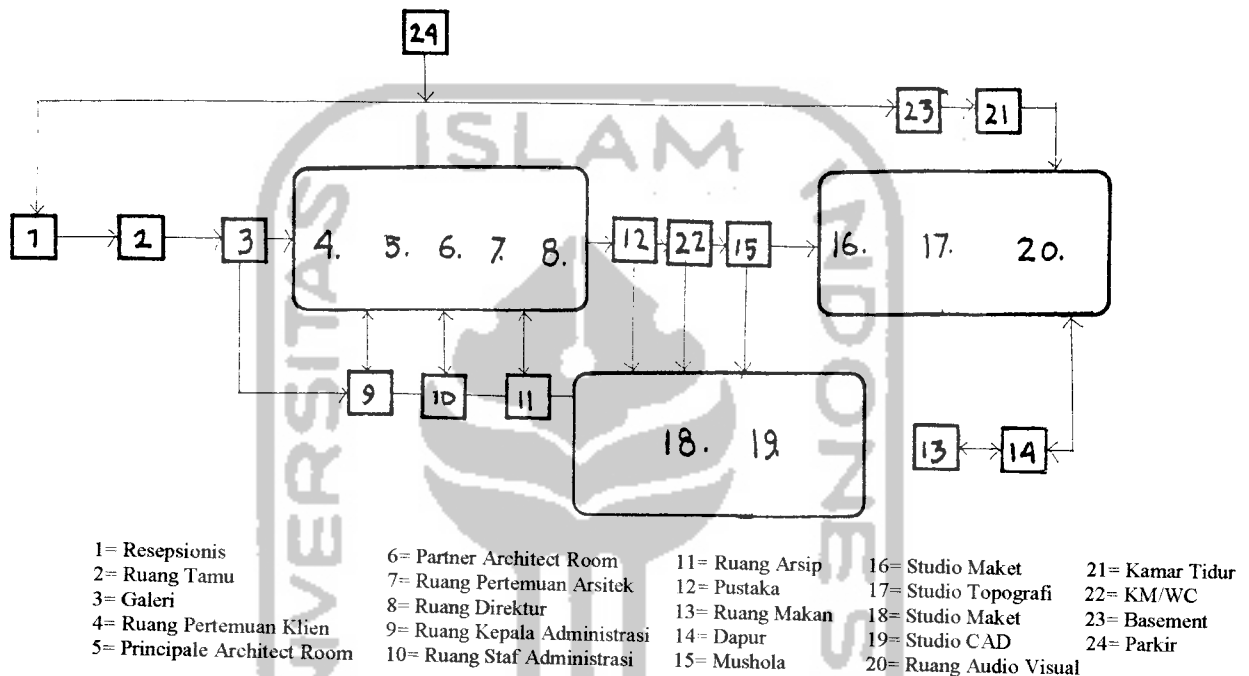 24
23 21
ISLAM
UNIVERSITAS
INDONES
1 2 3 4. 5. 6. 7. 8. 12 22 15 16. 17. 20.
9 10 11
18. 19.
13 14
1= Resepsionis
2= Ruang Tamu
3= Galeri
4= Ruang Pertemuan Klien
5= Principale Architect Room
6= Partner Architect Room
7= Ruang Pertemuan Arsitek
8= Ruang Direktur
9= Ruang Kepala Administrasi
10= Ruang Staf Administrasi
11= Ruang Arsip
12= Pustaka
13= Ruang Makan
14= Dapur
15= Mushola
16= Studio Maket
17= Studio Topografi
18= Studio Maket
19= Studio CAD
20= Ruang Audio Visual
21= Kamar Tidur
22= KM/WC
23= Basement
24= Parkir